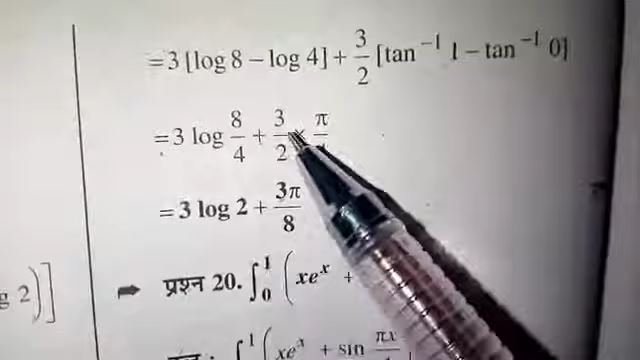 = 3 [log 8 – log 4] + 3/2 [tan⁻¹ 1 – tan⁻¹ 0]
= 3 log 8/4 + 3/2 × π
= 3 log 2 + 3π/8
g 2)]
➡ प्रश्न 20. ∫₀¹ (xeˣ +
∫ ¹ (xeˣ + sin πx